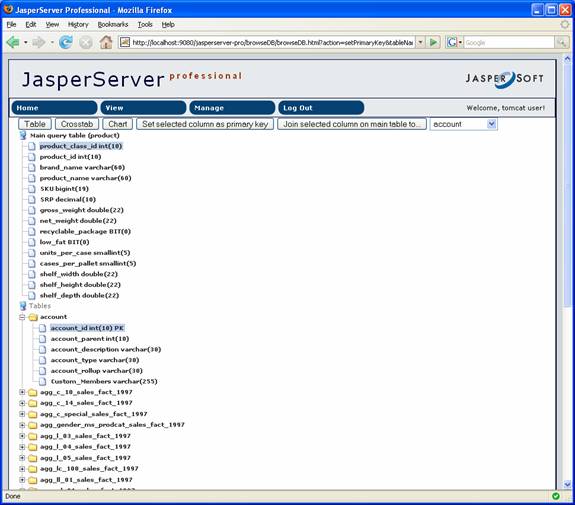 JasperServer Professional - Mozilla Firefox
File Edit View History Bookmarks Tools Help
http://localhost:9080/jasperserver-pro/browseDB/browseDB.html?action=setPrimaryKey&tableNa
Google
JasperServer professional
JASPERSOFT
Home View Manage Log Out Welcome, tomcat user!
Table Crosstab Chart Set selected column as primary key Join selected column on main table to... account
Main query table (product)
product_class_id int(10)
product_id int(10)
brand_name varchar(60)
product_name varchar(60)
SKU bigint(19)
SRP decimal(10)
gross_weight double(22)
net_weight double(22)
recyclable_package BIT(0)
low_fat BIT(0)
units_per_case smallint(5)
cases_per_pallet smallint(5)
shelf_width double(22)
shelf_height double(22)
shelf_depth double(22)
Tables
account
account_id int(10) PK
account_parent int(10)
account_description varchar(30)
account_type varchar(30)
account_rollup varchar(30)
Custom_Members varchar(255)
agg_c_10_sales_fact_1997
agg_c_14_sales_fact_1997
agg_c_special_sales_fact_1997
agg_gender_ms_prodcat_sales_fact_1997
agg_l_03_sales_fact_1997
agg_l_04_sales_fact_1997
agg_l_05_sales_fact_1997
agg_lc_100_sales_fact_1997
agg_ll_01_sales_fact_1997
Done